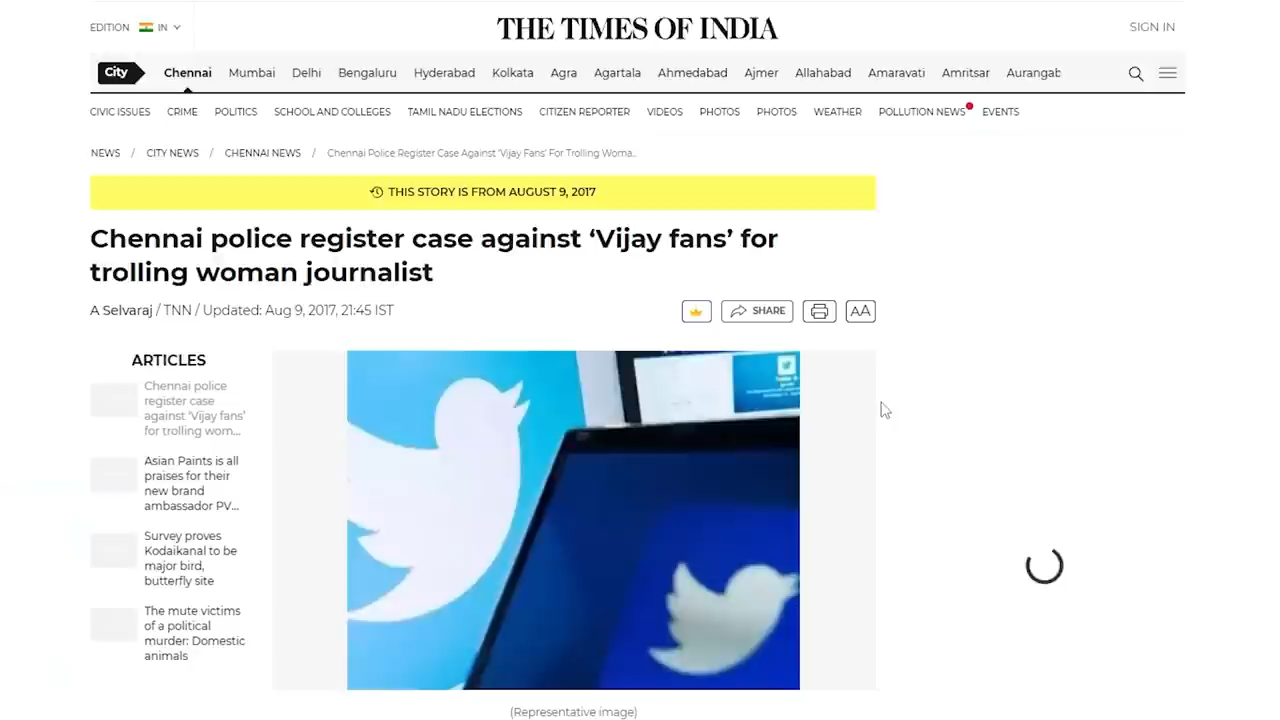 EDITION IN
THE TIMES OF INDIA
SIGN IN
City Chennai Mumbai Delhi Bengaluru Hyderabad Kolkata Agra Agartala Ahmedabad Ajmer Allahabad Amaravati Amritsar Aurangab
CIVIC ISSUES CRIME POLITICS SCHOOL AND COLLEGES TAMIL NADU ELECTIONS CITIZEN REPORTER VIDEOS PHOTOS PHOTOS WEATHER POLLUTION NEWS EVENTS
NEWS / CITY NEWS / CHENNAI NEWS / Chennai Police Register Case Against 'Vijay Fans' For Trolling Woma...
THIS STORY IS FROM AUGUST 9, 2017
Chennai police register case against ‘Vijay fans’ for
trolling woman journalist
A Selvaraj / TNN / Updated: Aug 9, 2017, 21:45 IST
SHARE
AA
ARTICLES
Chennai police
register case
against ‘Vijay fans’
for trolling wom...
Asian Paints is all
praises for their
new brand
ambassador PV...
Survey proves
Kodaikanal to be
major bird,
butterfly site
The mute victims
of a political
murder: Domestic
animals
(Representative image)